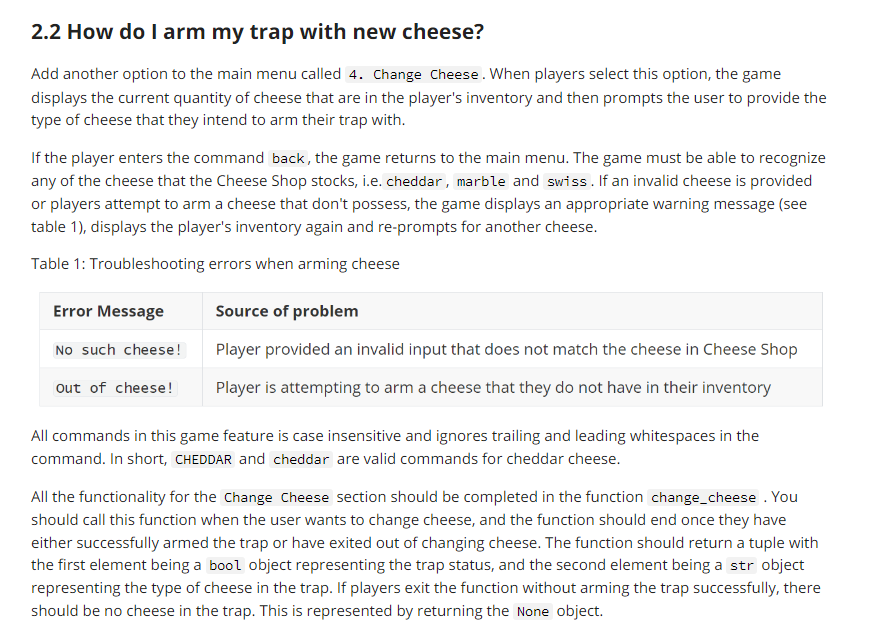 2.2 How do I arm my trap with new cheese?
Add another option to the main menu called 4. Change Cheese. When players select this option, the game
displays the current quantity of cheese that are in the player's inventory and then prompts the user to provide the
type of cheese that they intend to arm their trap with.
If the player enters the command back, the game returns to the main menu. The game must be able to recognize
any of the cheese that the Cheese Shop stocks, i.e. cheddar, marble and swiss. If an invalid cheese is provided
or players attempt to arm a cheese that don't possess, the game displays an appropriate warning message (see
table 1), displays the player's inventory again and re-prompts for another cheese.
Table 1: Troubleshooting errors when arming cheese
Error Message Source of problem
No such cheese! Player provided an invalid input that does not match the cheese in Cheese Shop
Out of cheese! Player is attempting to arm a cheese that they do not have in their inventory
All commands in this game feature is case insensitive and ignores trailing and leading whitespaces in the
command. In short, CHEDDAR and cheddar are valid commands for cheddar cheese.
All the functionality for the Change Cheese section should be completed in the function change_cheese . You
should call this function when the user wants to change cheese, and the function should end once they have
either successfully armed the trap or have exited out of changing cheese. The function should return a tuple with
the first element being a bool object representing the trap status, and the second element being a str object
representing the type of cheese in the trap. If players exit the function without arming the trap successfully, there
should be no cheese in the trap. This is represented by returning the None object.